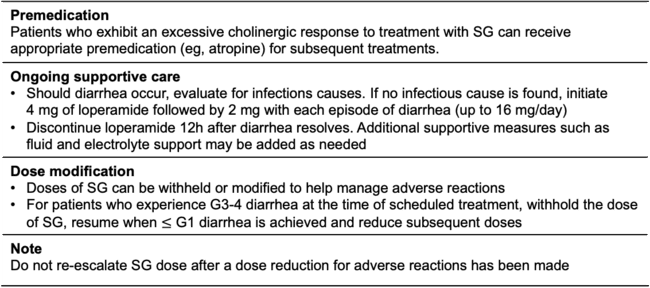 Premedication
Patients who exhibit an excessive cholinergic response to treatment with SG can receive
appropriate premedication (eg, atropine) for subsequent treatments.
Ongoing supportive care
• Should diarrhea occur, evaluate for infections causes. If no infectious cause is found, initiate
4 mg of loperamide followed by 2 mg with each episode of diarrhea (up to 16 mg/day)
• Discontinue loperamide 12h after diarrhea resolves. Additional supportive measures such as
fluid and electrolyte support may be added as needed
Dose modification
• Doses of SG can be withheld or modified to help manage adverse reactions
• For patients who experience G3-4 diarrhea at the time of scheduled treatment, withhold the dose
of SG, resume when ≤ G1 diarrhea is achieved and reduce subsequent doses
Note
Do not re-escalate SG dose after a dose reduction for adverse reactions has been made